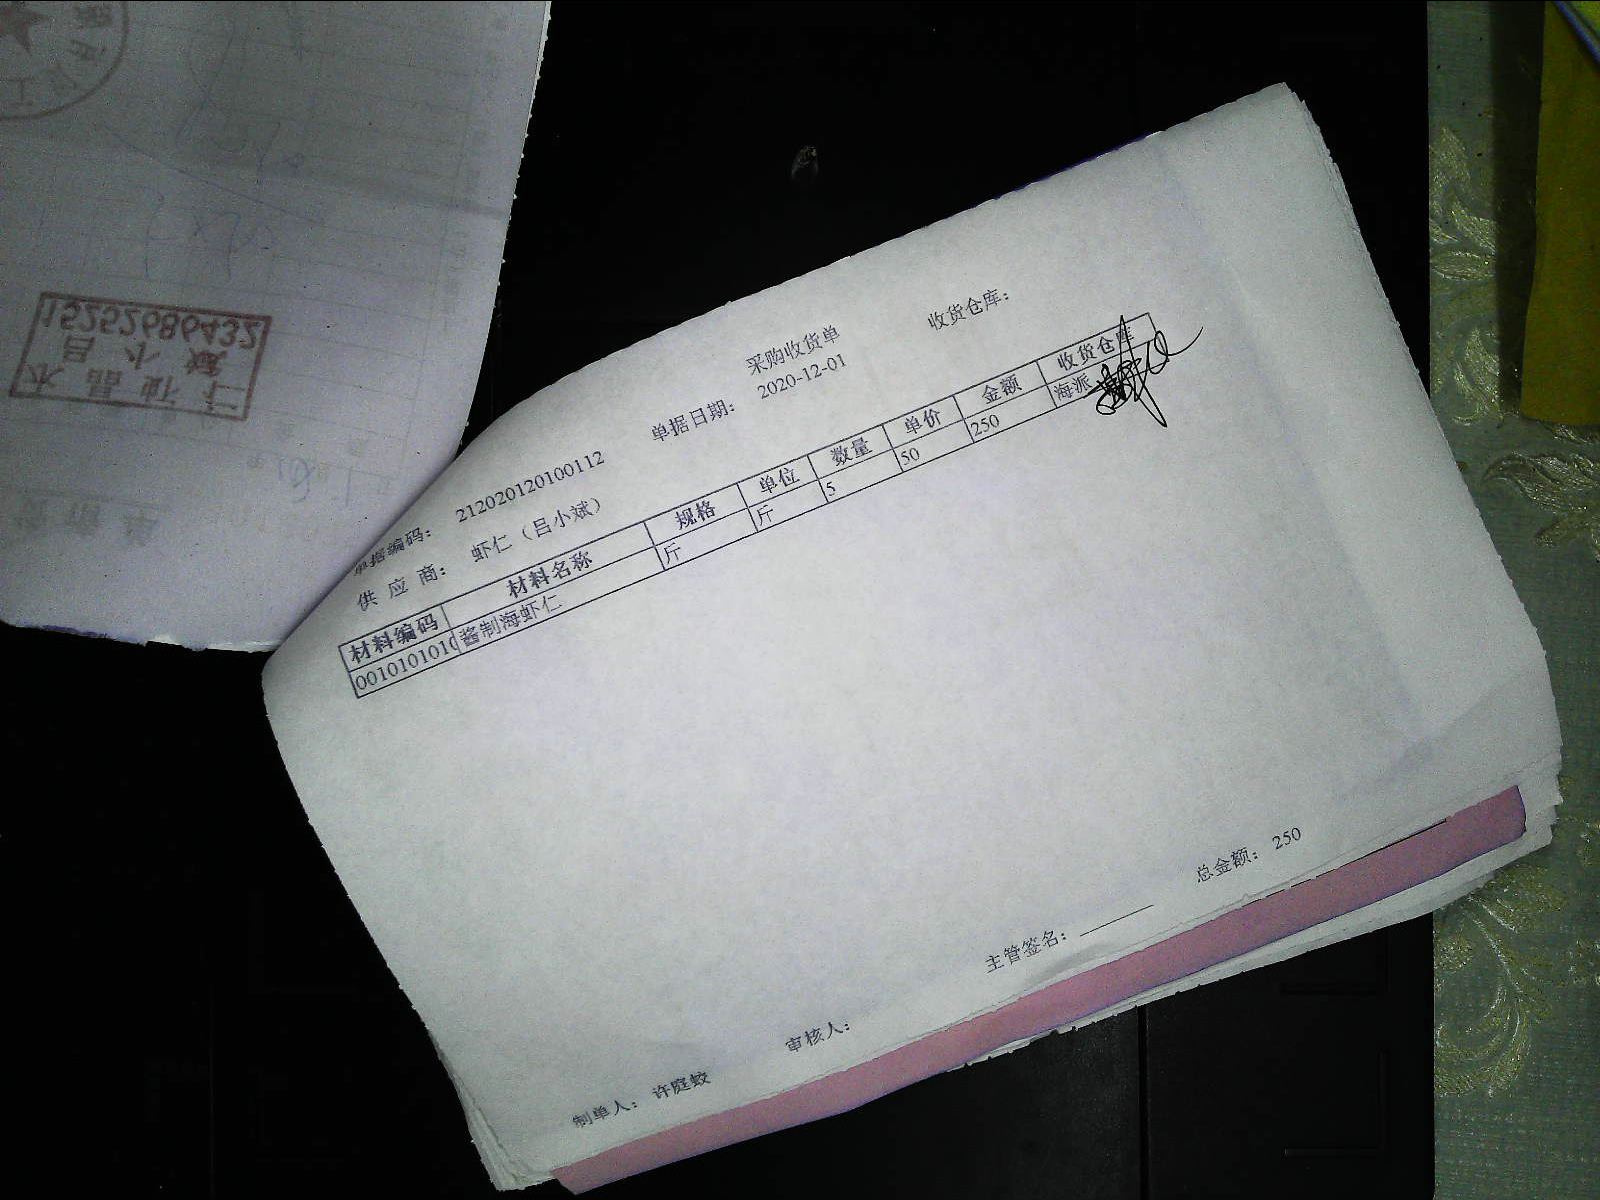 采购收货单
收货仓库：
单据编码： 212020120100112 单据日期： 2020-12-01
供 应 商： 虾仁（吕小斌）
材料编码 材料名称 规格 单位 数量 单价 金额 收货仓库
0010101010 酱制海虾仁 斤 斤 5 50 250 海派
总金额： 250
制单人： 许庭蛟 审核人： 主管签名：
15252686432